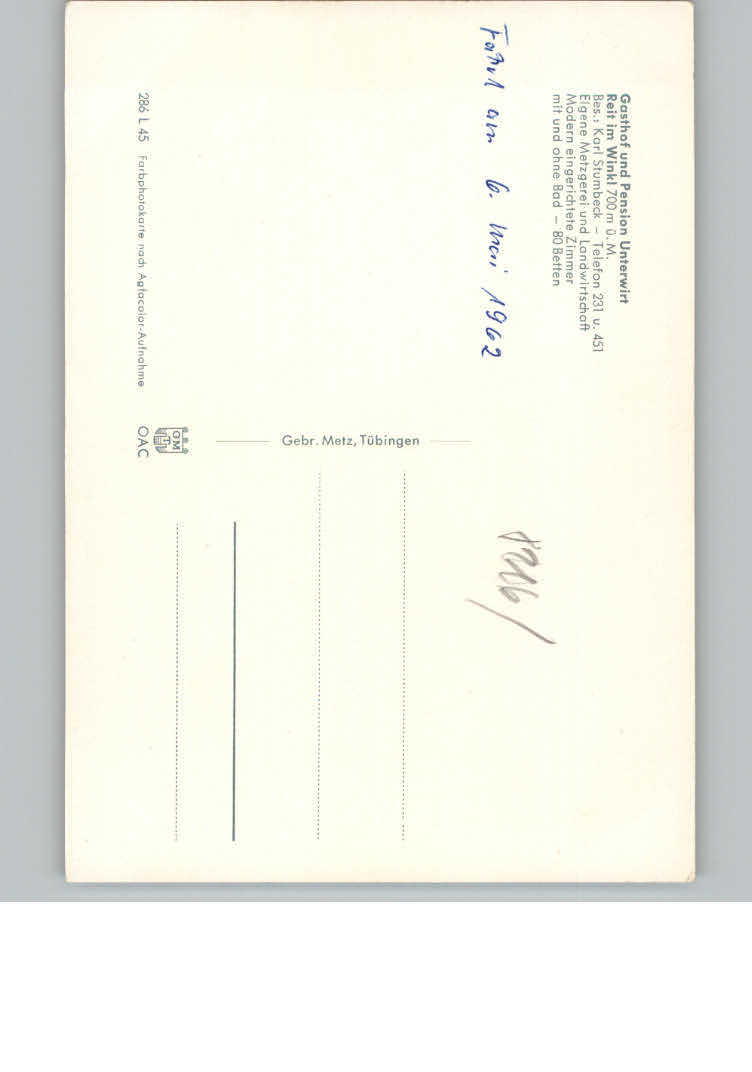 Gasthof und Pension Unterwirt
Reit im Winkl 700 m ü. M.
Bes.: Karl Stumbeck – Telefon 231 u. 451
Eigene Metzgerei und Landwirtschaft
Modern eingerichtete Zimmer
mit und ohne Bad – 80 Betten
Fahrt am 6. Mai 1962
286 L 45 Farbphotokarte nach Agfacolor-Aufnahme
Gebr. Metz, Tübingen
GM
T
OAC